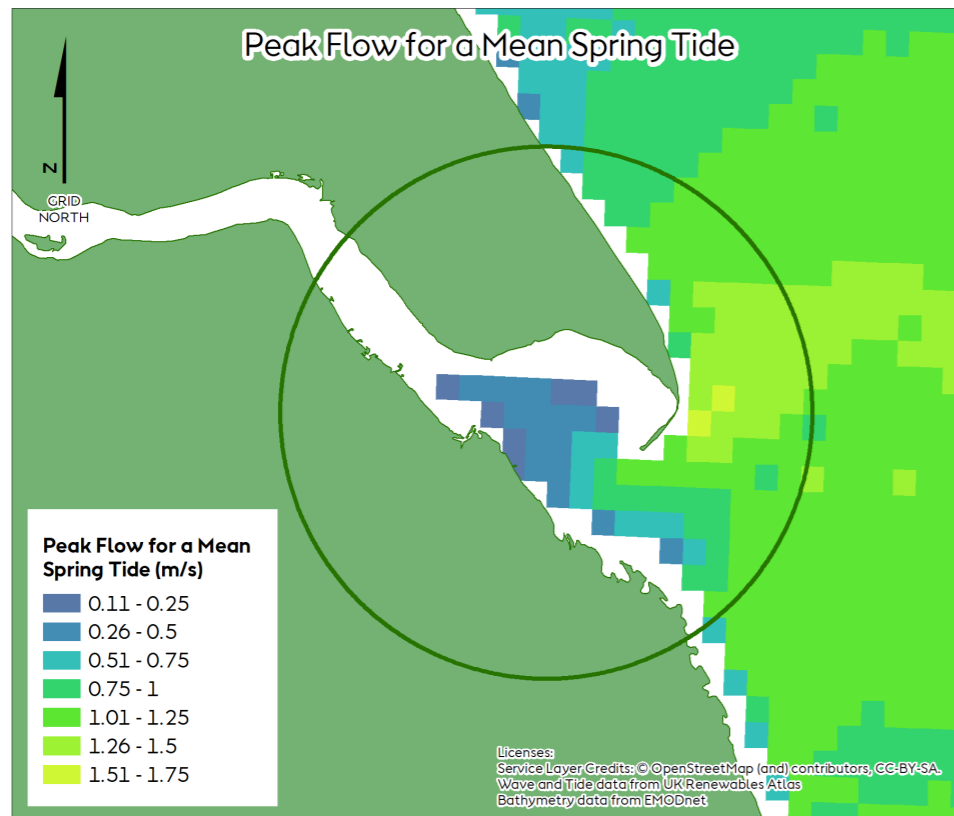 Peak Flow for a Mean Spring Tide
N
GRID
NORTH
Peak Flow for a Mean
Spring Tide (m/s)
0.11 - 0.25
0.26 - 0.5
0.51 - 0.75
0.75 - 1
1.01 - 1.25
1.26 - 1.5
1.51 - 1.75
Licenses:
Service Layer Credits: © OpenStreetMap (and) contributors, CC-BY-SA.
Wave and Tide data from UK Renewables Atlas
Bathymetry data from EMODnet